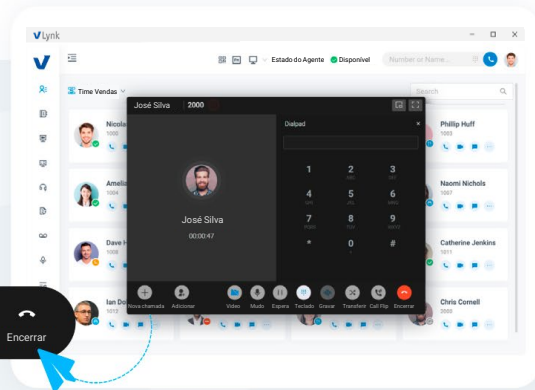 VLynk
Estado do Agente
Disponível
Number or Name...
Time Vendas
Search
José Silva
2000
Dialpad
Nicola
1000
Phillip Huff
1003
Amelia
1004
Naomi Nichols
1007
Dave H
1008
Catherine Jenkins
1011
Ian Do
1010
Chris Cornell
3000
José Silva
00:00:47
1 2 3
4 5 6
7 8 9
* 0 #
Nova chamada
Adicionar
Vídeo
Mudo
Espera
Teclado
Gravar
Transferir
Call Flip
Encerrar
Encerrar